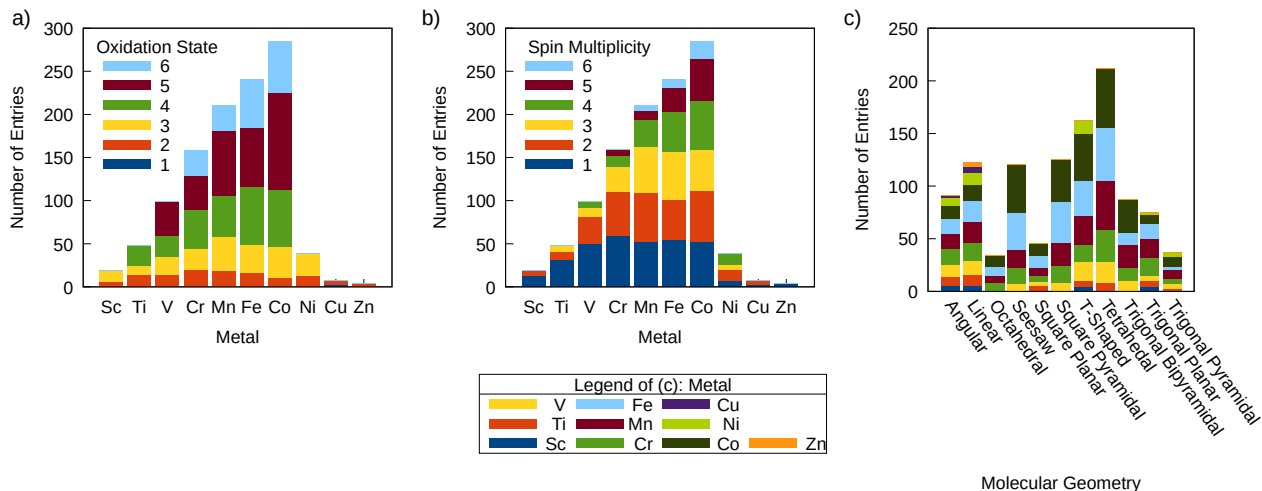 a)
300
250
200
150
100
50
0
Number of Entries
Oxidation State
6
5
4
3
2
1
Sc Ti V Cr Mn Fe Co Ni Cu Zn
Metal
b)
300
250
200
150
100
50
0
Number of Entries
Spin Multiplicity
6
5
4
3
2
1
Sc Ti V Cr Mn Fe Co Ni Cu Zn
Metal
c)
250
200
150
100
50
0
Number of Entries
Angular
Linear
Octahedral
Seesaw
Square Planar
Square Pyramidal
T-Shaped
Tetrahedal
Trigonal Bipyramidal
Trigonal Planar
Trigonal Pyramidal
Molecular Geometry
Legend of (c): Metal
V Fe Cu
Ti Mn Ni
Sc Cr Co Zn